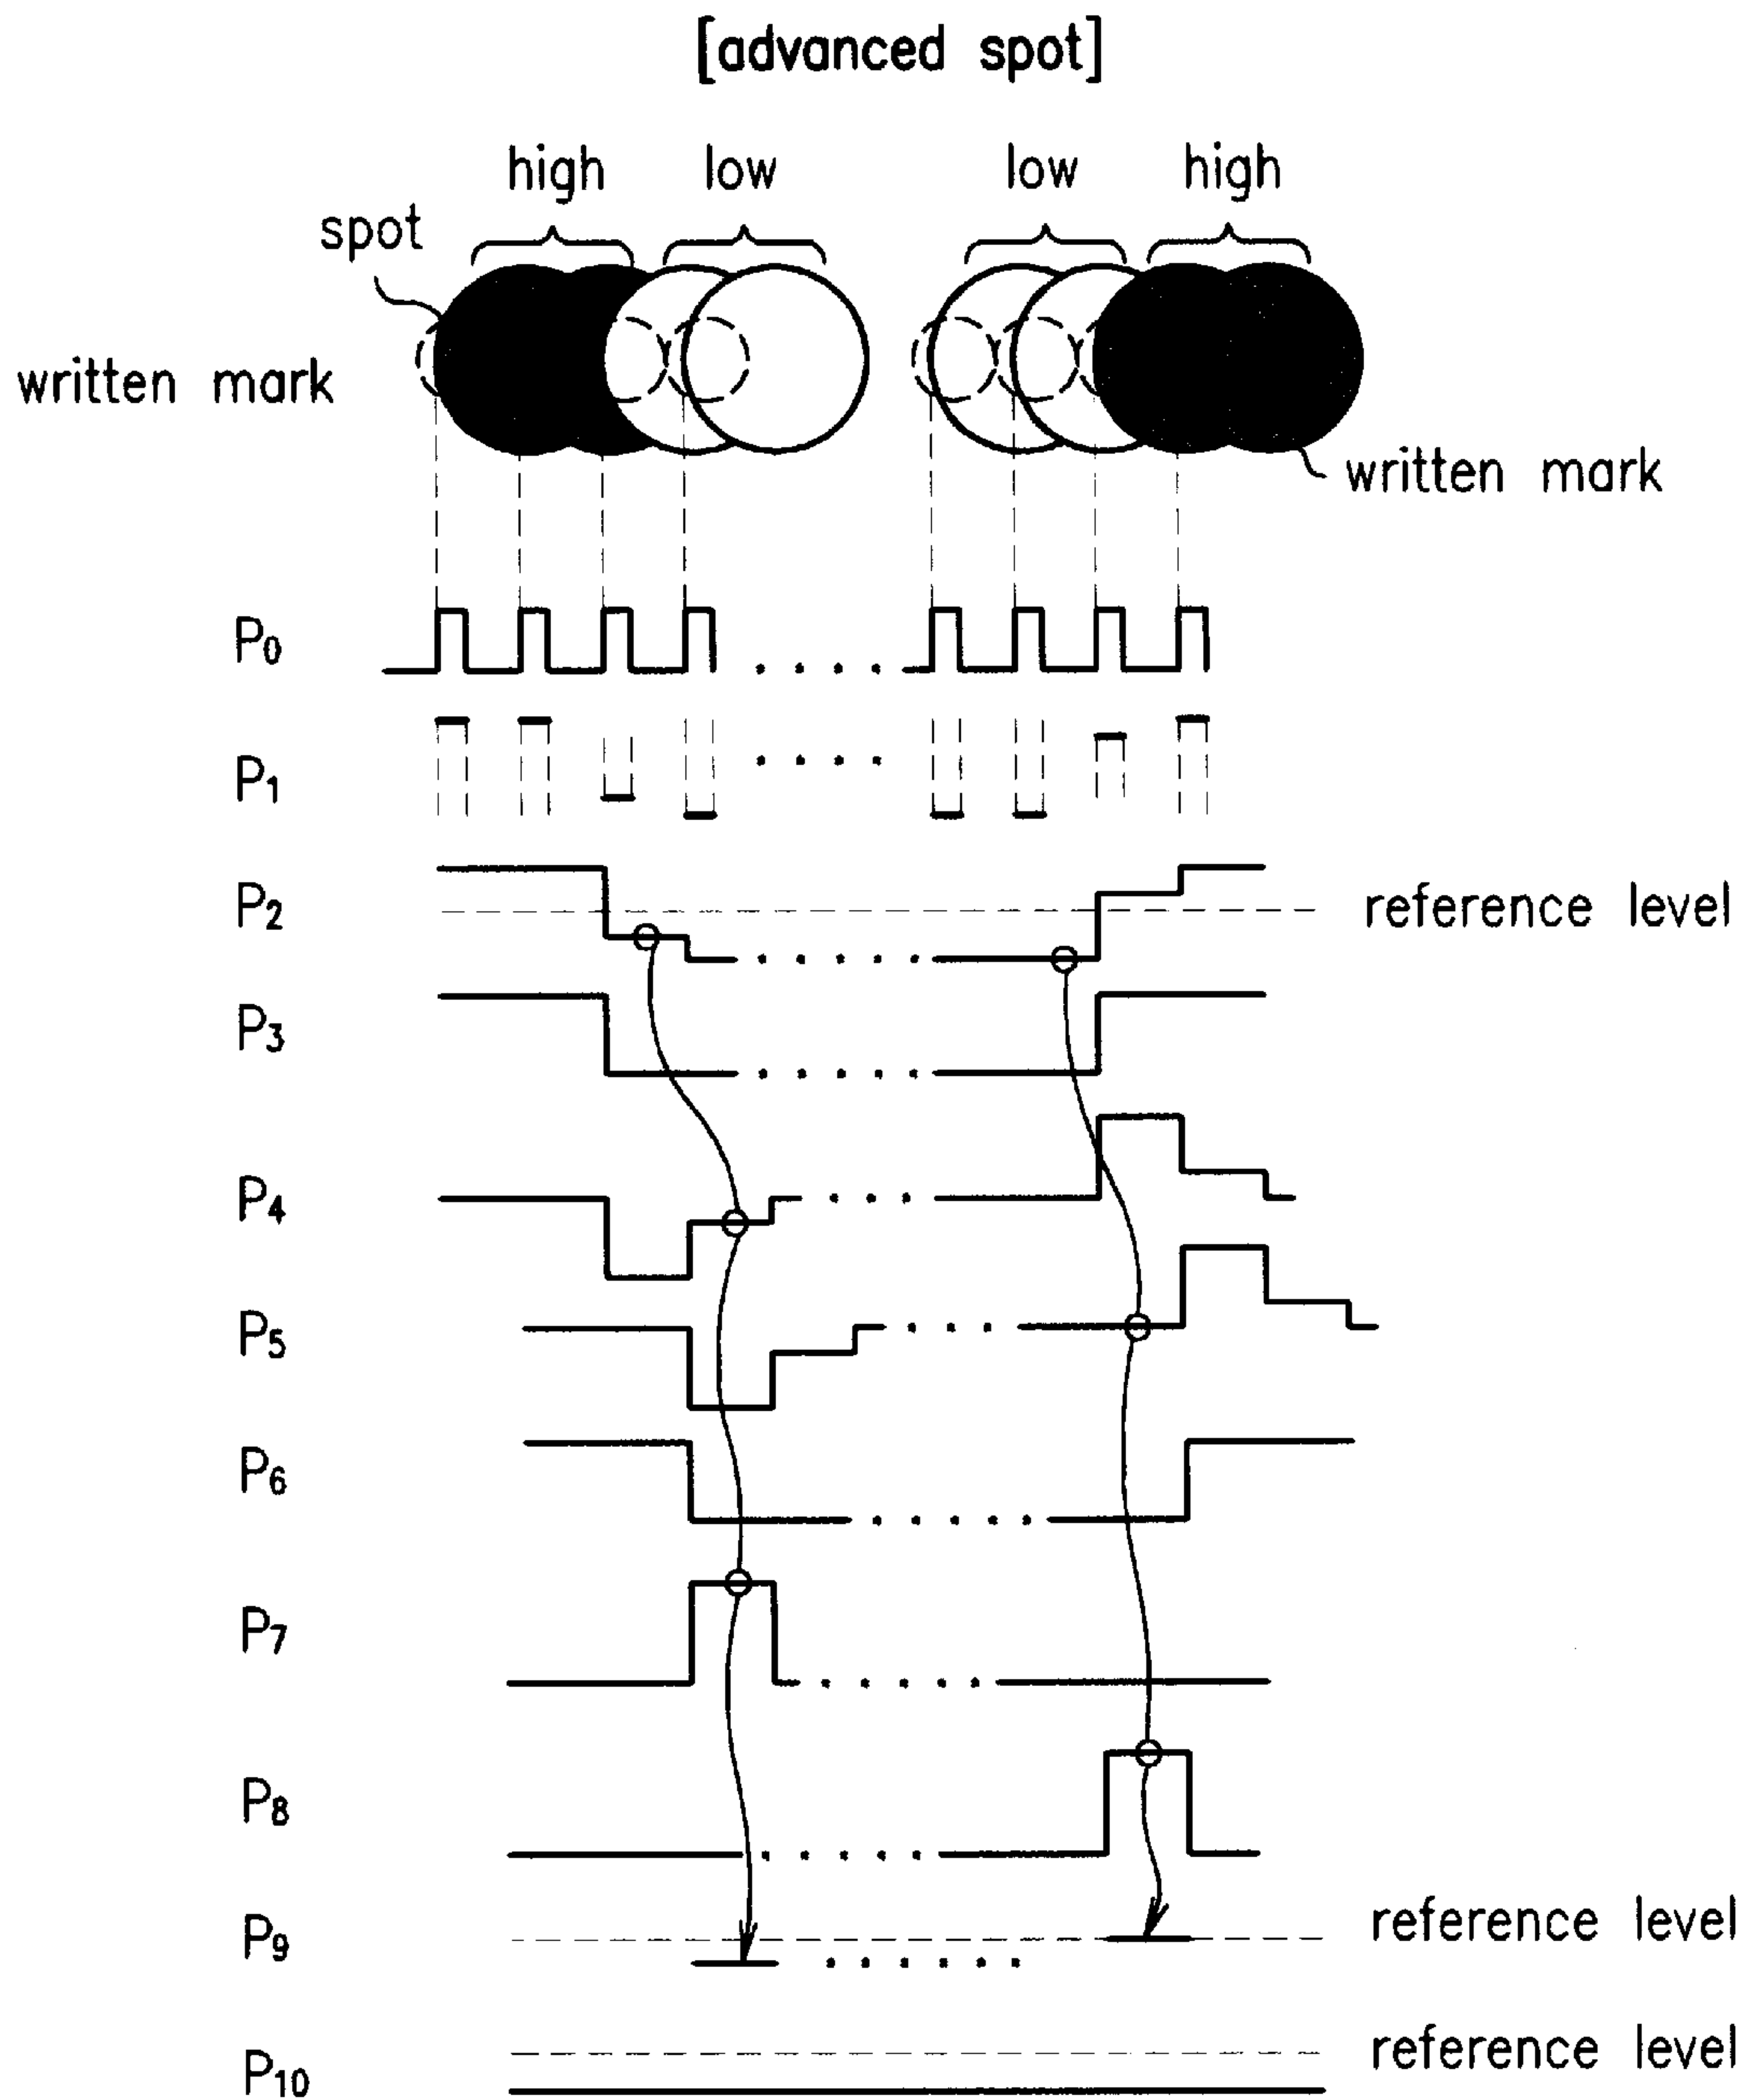 [advanced spot]
high low low high
spot
written mark
written mark
P0
P1
P2 reference level
P3
P4
P5
P6
P7
P8
P9 reference level
P10 reference level